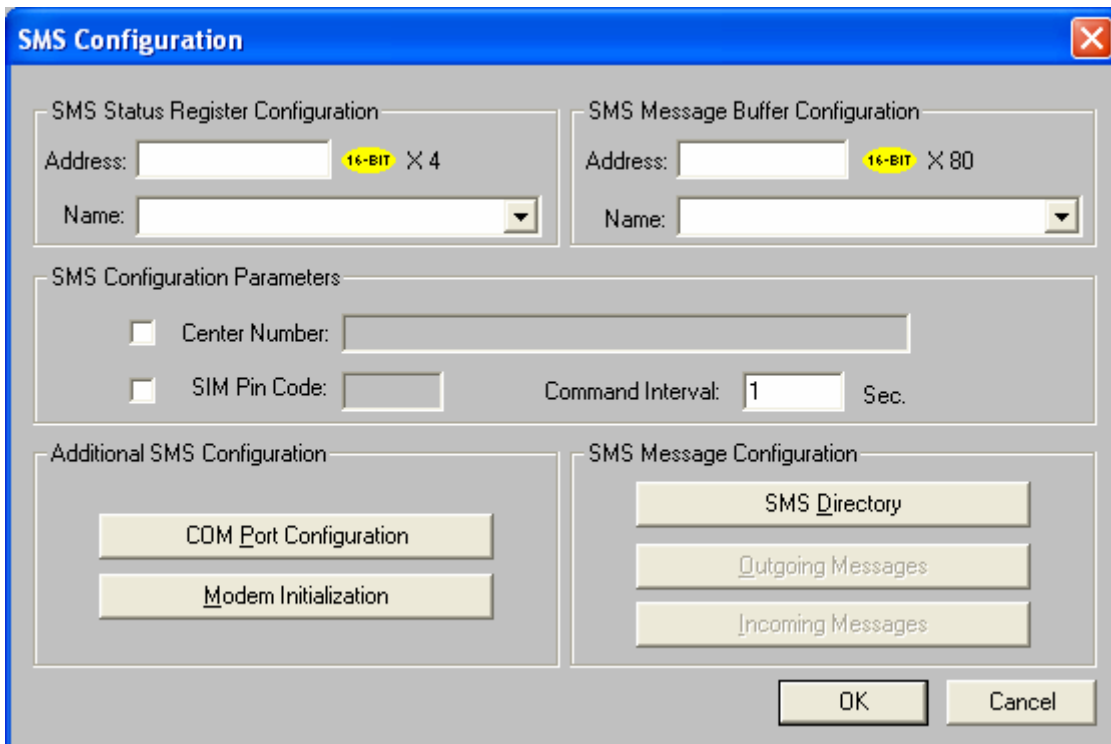 SMS Configuration
SMS Status Register Configuration
Address: 16-BIT X 4
Name:
SMS Message Buffer Configuration
Address: 16-BIT X 80
Name:
SMS Configuration Parameters
Center Number:
SIM Pin Code:
Command Interval: 1 Sec.
Additional SMS Configuration
COM Port Configuration
Modem Initialization
SMS Message Configuration
SMS Directory
Outgoing Messages
Incoming Messages
OK
Cancel